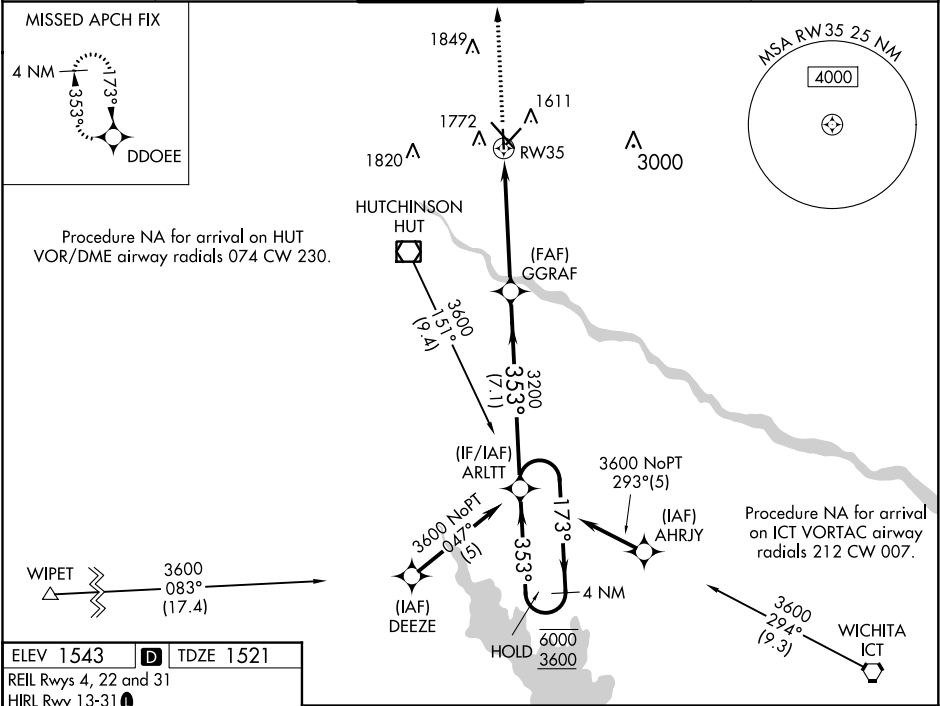 MISSED APCH FIX
4 NM
173°
353°
DDOEE
1849
1611
1772
RW35
1820
3000
MSA RW35 25 NM
4000
Procedure NA for arrival on HUT
VOR/DME airway radials 074 CW 230.
HUTCHINSON
HUT
3600
151°
(9.4)
(FAF)
GGRAF
3200
353°
(7.1)
(IF/IAF)
ARLTT
3600 NoPT
047°
(5)
353°
173°
3600 NoPT
293°(5)
(IAF)
AHRJY
Procedure NA for arrival
on ICT VORTAC airway
radials 212 CW 007.
WIPET
3600
083°
(17.4)
(IAF)
DEEZE
4 NM
HOLD
6000
3600
3600
294°
(9.3)
WICHITA
ICT
ELEV 1543 D TDZE 1521
REIL Rwys 4, 22 and 31
HIRL Rwy 13-31 L